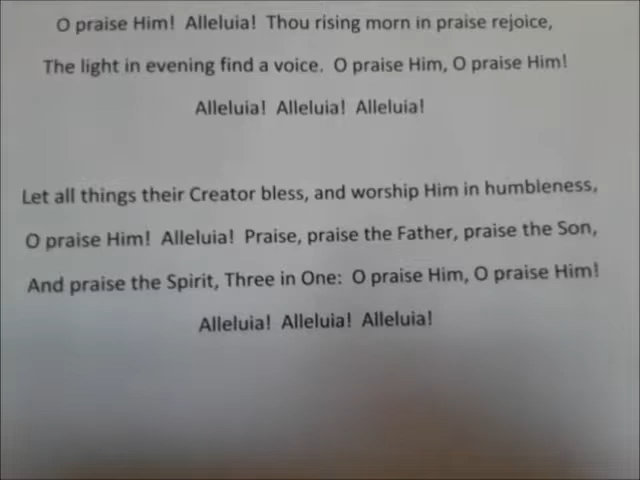 O praise Him! Alleluia! Thou rising morn in praise rejoice,
The light in evening find a voice. O praise Him, O praise Him!
Alleluia! Alleluia! Alleluia!
Let all things their Creator bless, and worship Him in humbleness,
O praise Him! Alleluia! Praise, praise the Father, praise the Son,
And praise the Spirit, Three in One: O praise Him, O praise Him!
Alleluia! Alleluia! Alleluia!